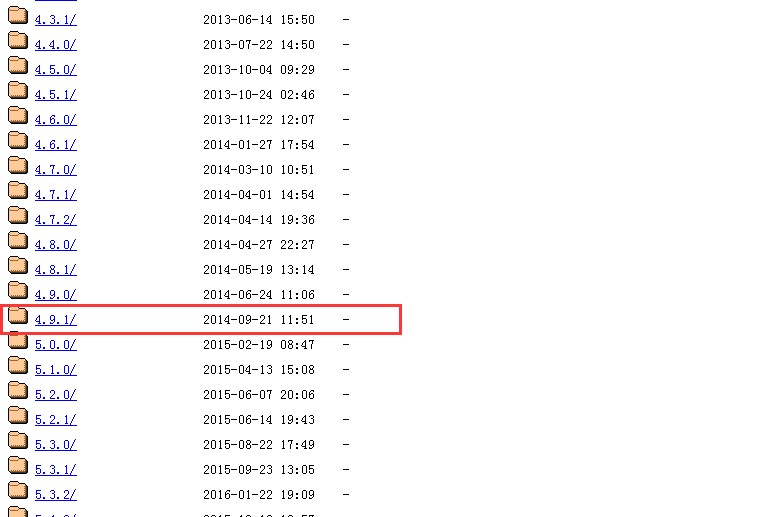 4.3.1/ 2013-06-14 15:50 -
4.4.0/ 2013-07-22 14:50 -
4.5.0/ 2013-10-04 09:29 -
4.5.1/ 2013-10-24 02:46 -
4.6.0/ 2013-11-22 12:07 -
4.6.1/ 2014-01-27 17:54 -
4.7.0/ 2014-03-10 10:51 -
4.7.1/ 2014-04-01 14:54 -
4.7.2/ 2014-04-14 19:36 -
4.8.0/ 2014-04-27 22:27 -
4.8.1/ 2014-05-19 13:14 -
4.9.0/ 2014-06-24 11:06 -
4.9.1/ 2014-09-21 11:51 -
5.0.0/ 2015-02-19 08:47 -
5.1.0/ 2015-04-13 15:08 -
5.2.0/ 2015-06-07 20:06 -
5.2.1/ 2015-06-14 19:43 -
5.3.0/ 2015-08-22 17:49 -
5.3.1/ 2015-09-23 13:05 -
5.3.2/ 2016-01-22 19:09 -